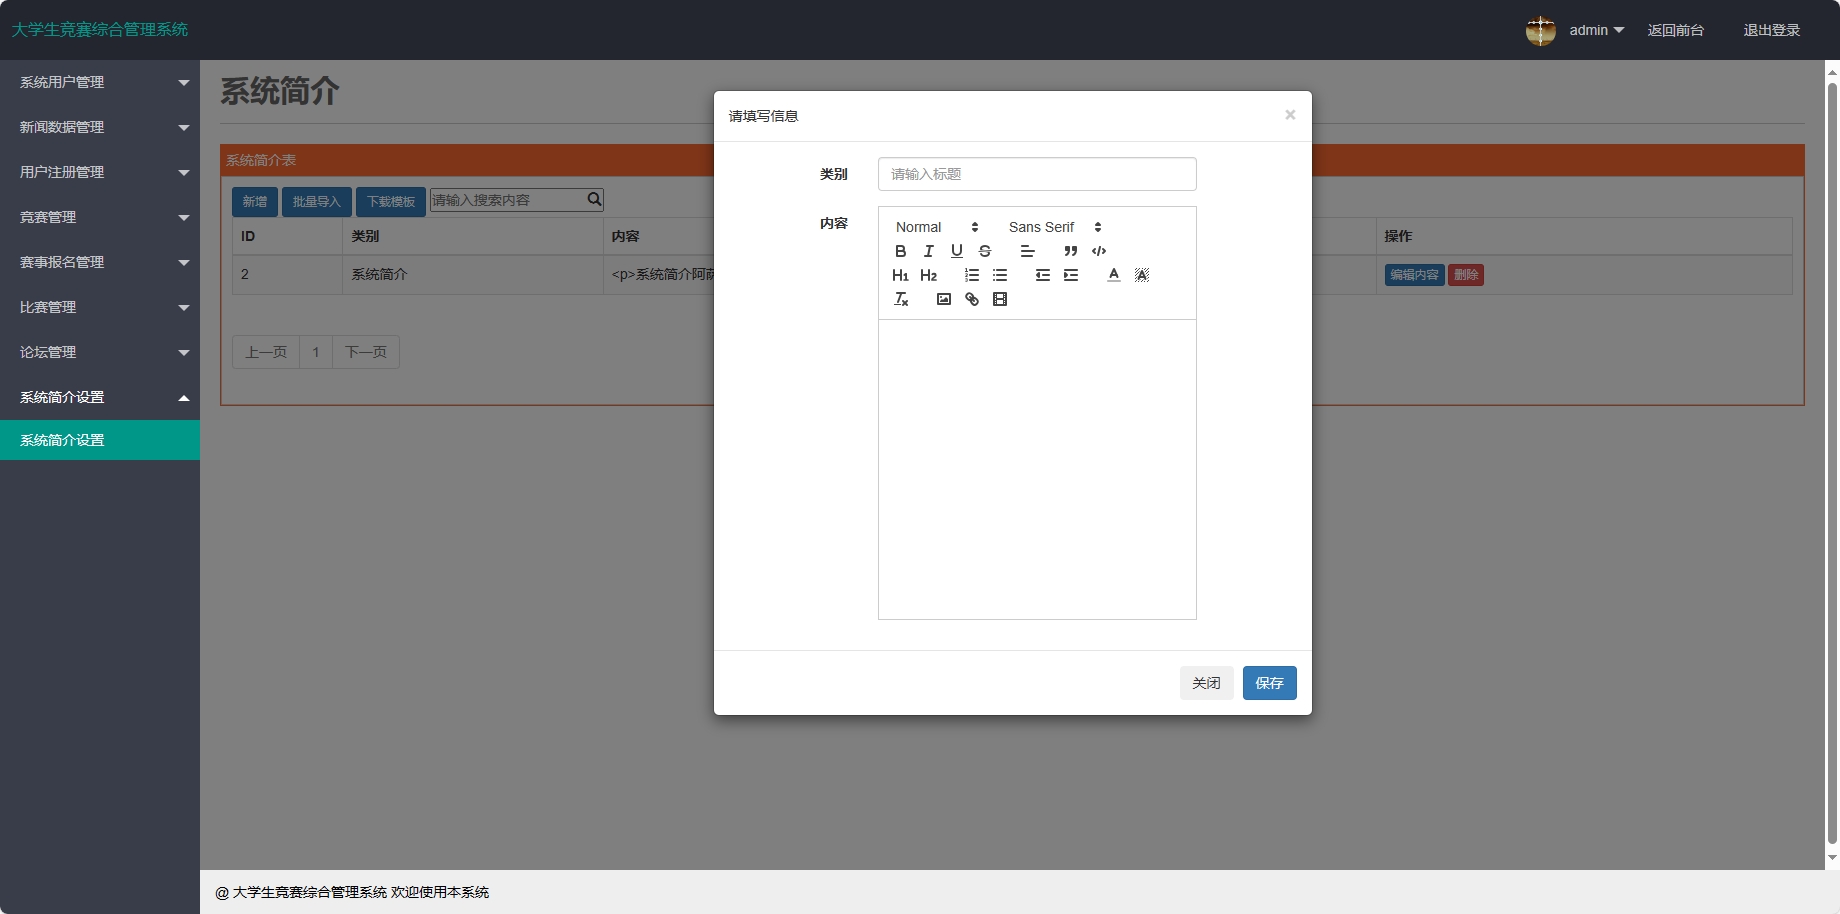 大学生竞赛综合管理系统
admin
返回前台
退出登录
系统用户管理
新闻数据管理
用户注册管理
竞赛管理
赛事报名管理
比赛管理
论坛管理
系统简介设置
系统简介设置
系统简介
系统简介表
新增 批量导入 下载模板 请输入搜索内容
ID 类别 内容 操作
2 系统简介 <p>系统简介阿萨 编辑内容 删除
上一页 1 下一页
请填写信息 ×
类别 请输入标题
内容
Normal Sans Serif
B I U S
H1 H2 A A
Tx
关闭 保存
@ 大学生竞赛综合管理系统 欢迎使用本系统